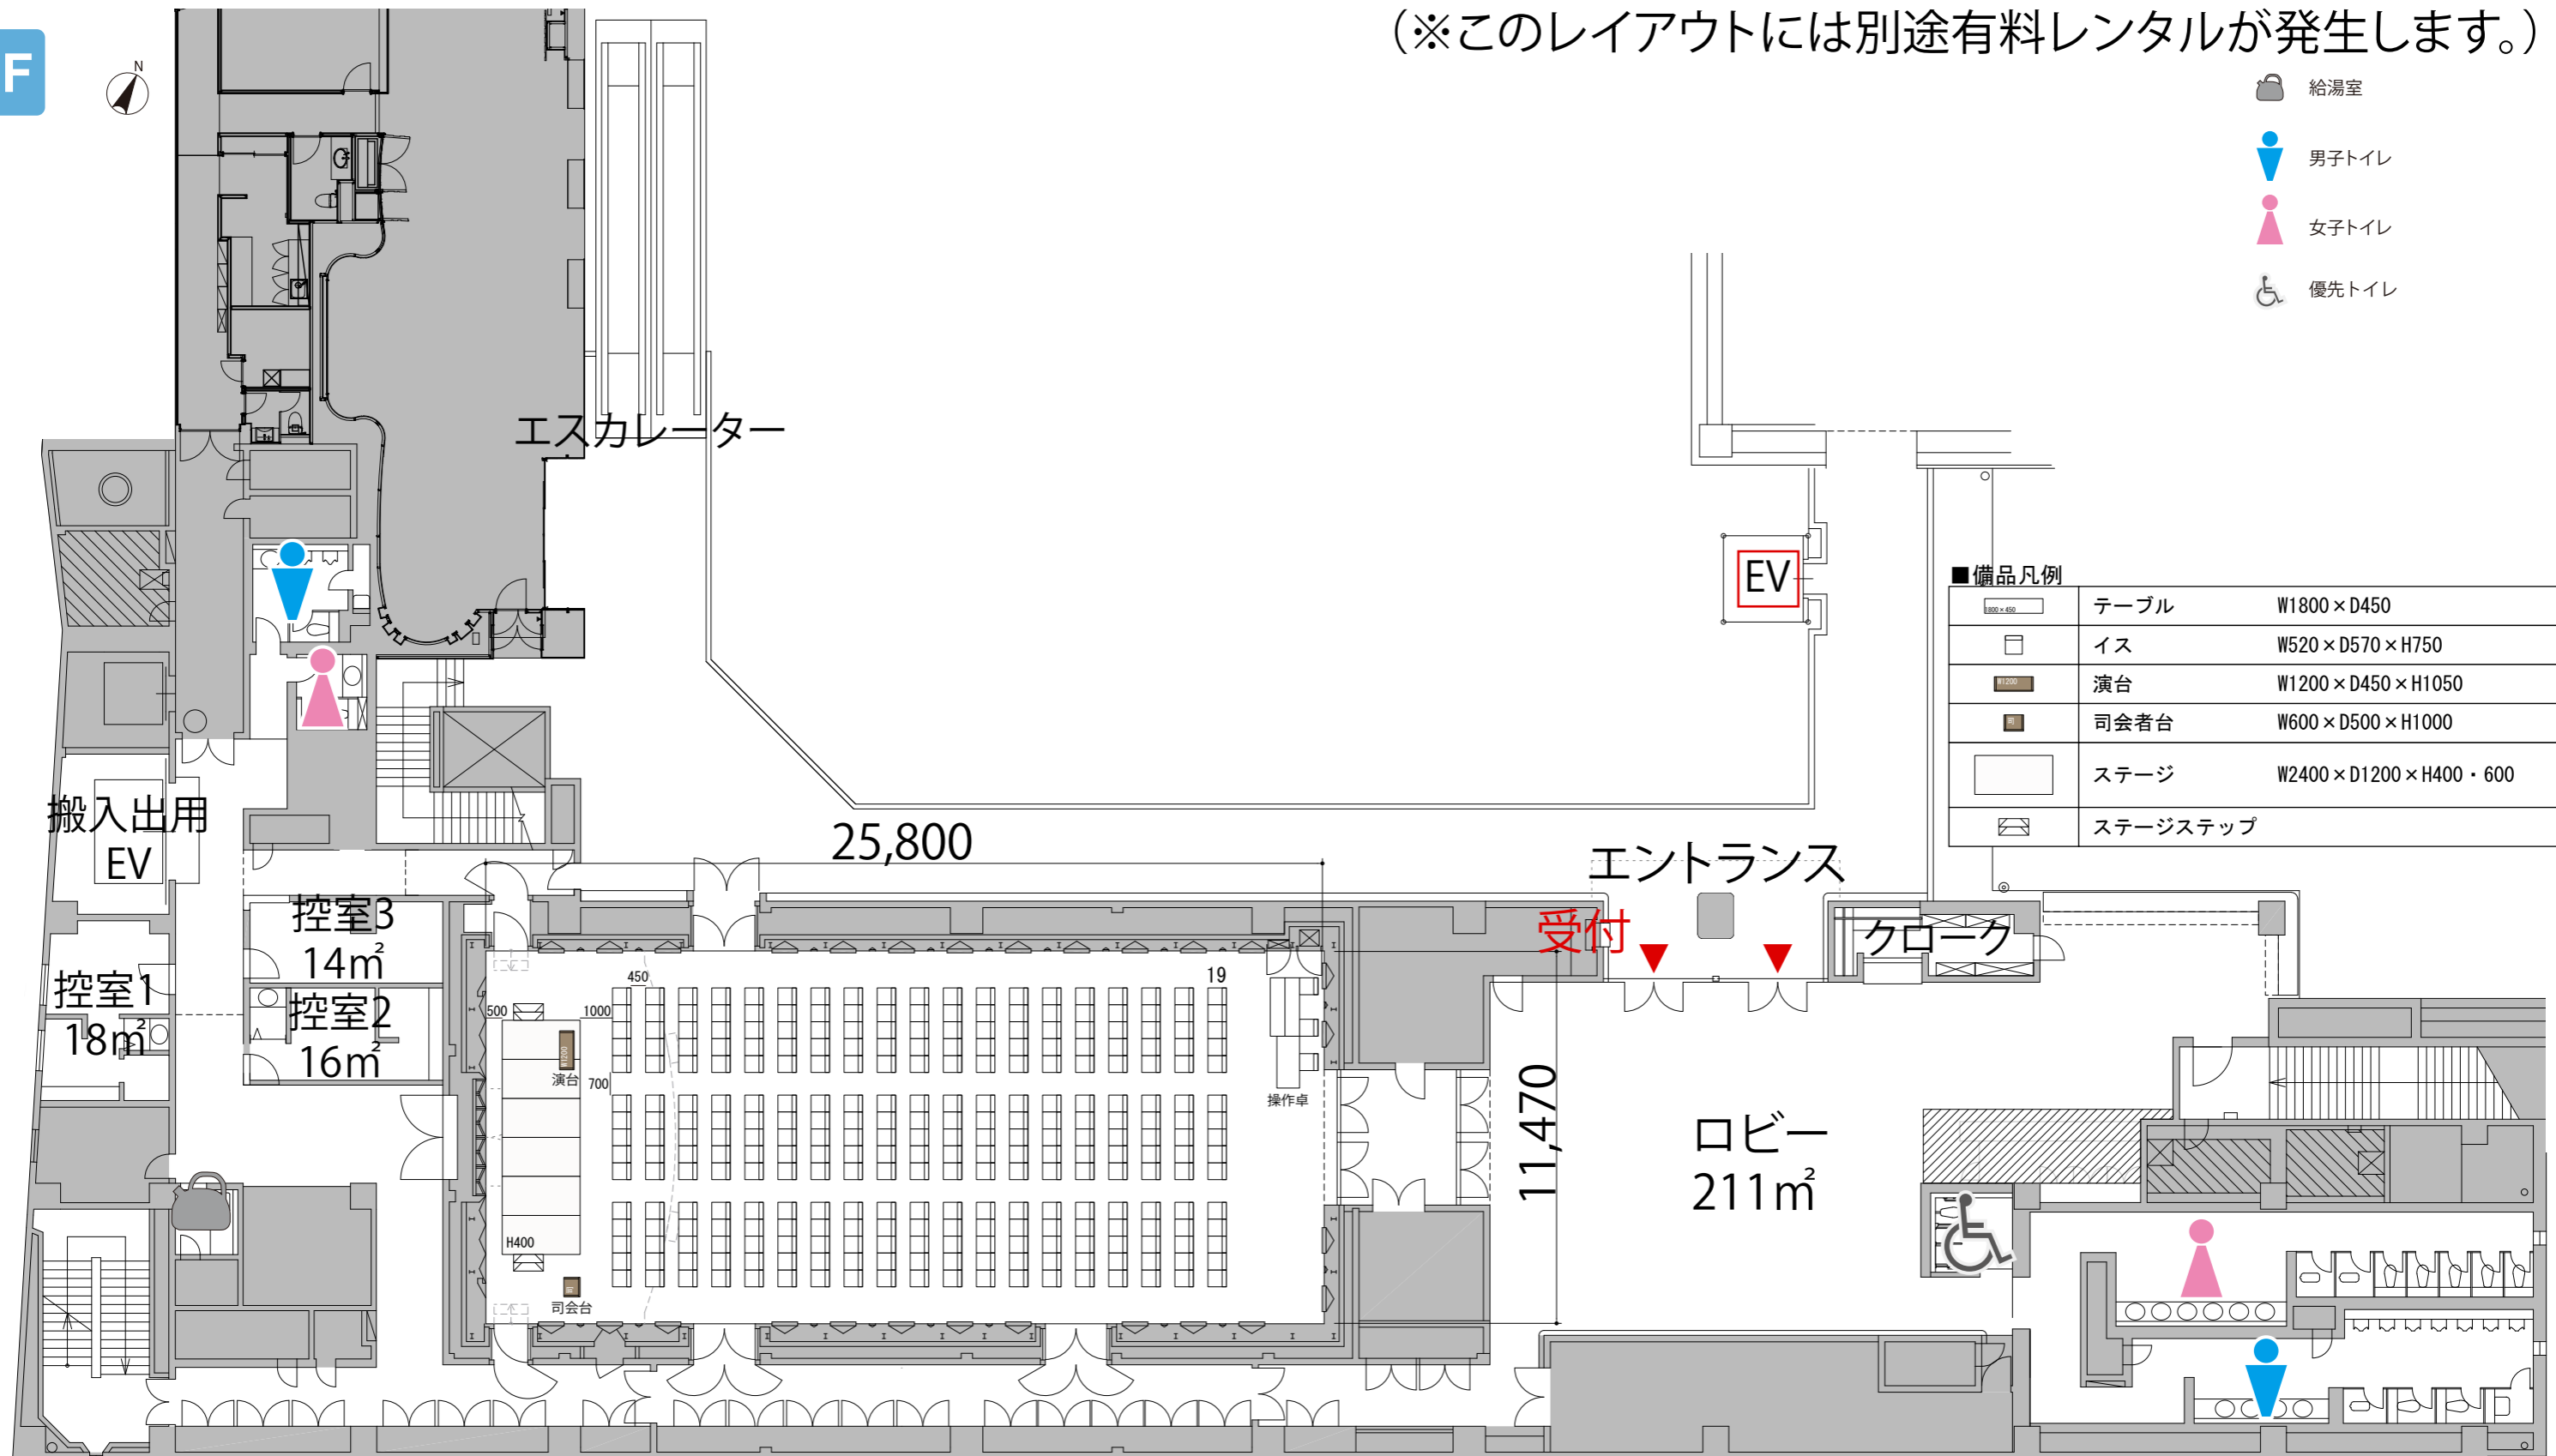 (※このレイアウトには別途有料レンタルが発生します。)
F
N
給湯室
男子トイレ
女子トイレ
優先トイレ
エスカレーター
EV
■備品凡例
1800×450 テーブル W1800×D450
イス W520×D570×H750
W1200 演台 W1200×D450×H1050
司 司会者台 W600×D500×H1000
ステージ W2400×D1200×H400・600
ステージステップ
搬入出用
EV
25,800
エントランス
受付
クローク
控室3
14㎡
控室1
18㎡
控室2
16㎡
450
19
500
1000
W1200
演台
700
操作卓
11,470
ロビー
211㎡
H400
司
司会台